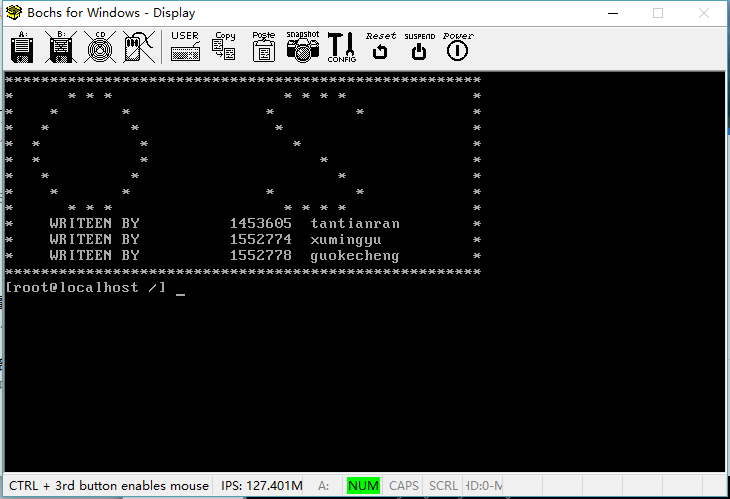 Bochs for Windows - Display
A: B: CD USER Copy Paste snapshot CONFIG Reset SUSPEND Power
*****************************************************
* * * * * * * * *
* * * * * *
* * * * *
* * * * *
* * * * *
* * * * *
* * * * * *
* * * * * * * * *
* WRITEEN BY 1453605 tantianran *
* WRITEEN BY 1552774 xumingyu *
* WRITEEN BY 1552778 guokecheng *
*****************************************************
[root@localhost /] _
CTRL + 3rd button enables mouse IPS: 127.401M A: NUM CAPS SCRL HD:0-M